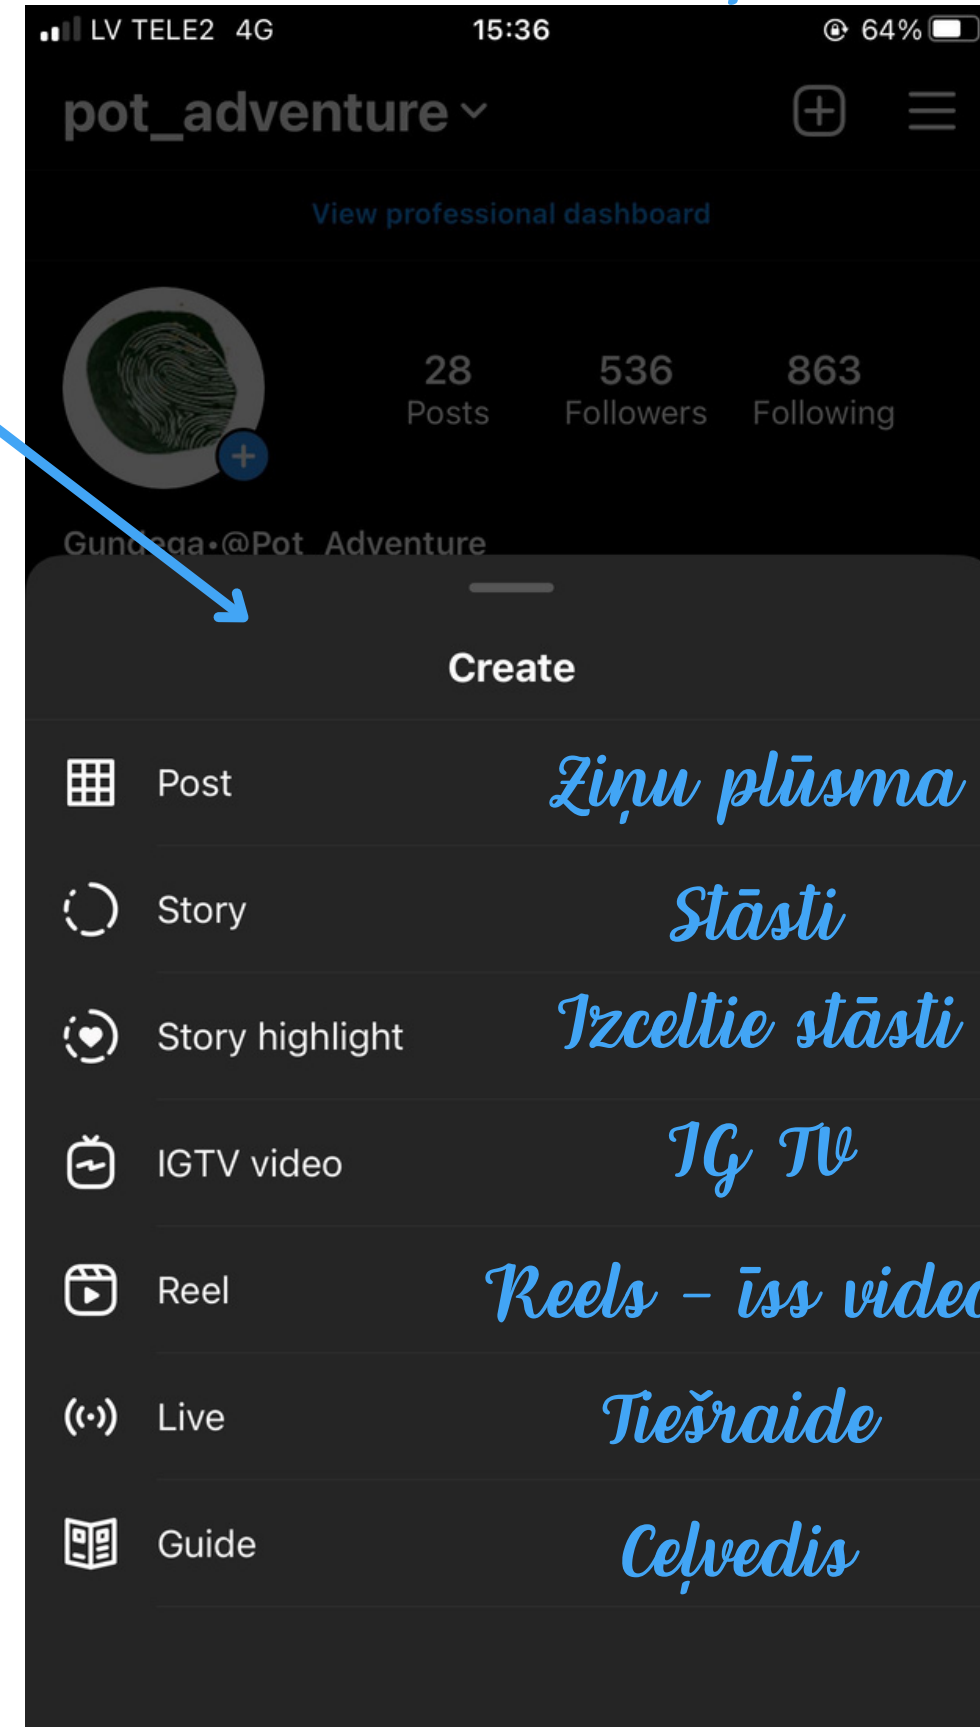 LV TELE2 4G 15:36 64%
pot_adventure
View professional dashboard
28 536 863
Posts Followers Following
Gundega•@Pot_Adventure
Create
Post Ziņu plūsma
Story Stāsti
Story highlight Izceltie stāsti
IGTV video IG TV
Reel Reels - īss video
Live Tiešraide
Guide Ceļvedis